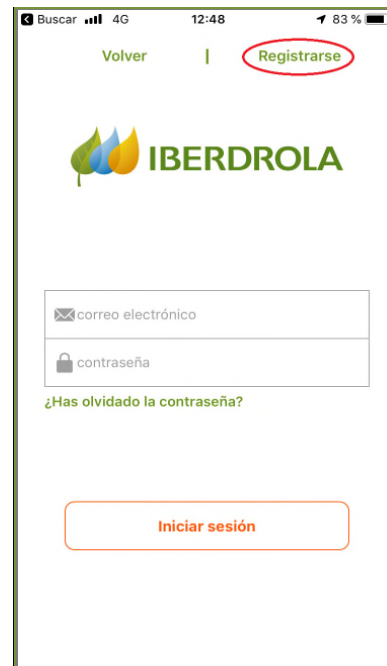 Buscar 4G 12:48 83 %
Volver | Registrarse
IBERDROLA
correo electrónico
contraseña
¿Has olvidado la contraseña?
Iniciar sesión